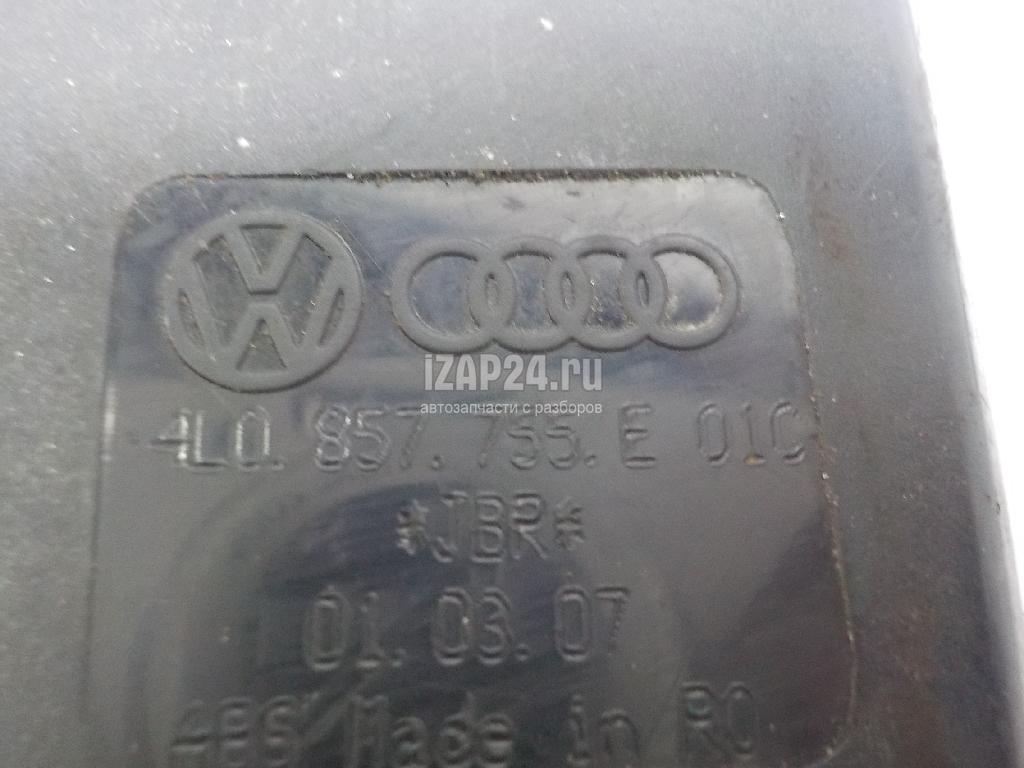 iZAP24.ru
автозапчасти с разборов
4L0. 857. 755. E 01C
*JBR*
01. 03. 07
Made in RO